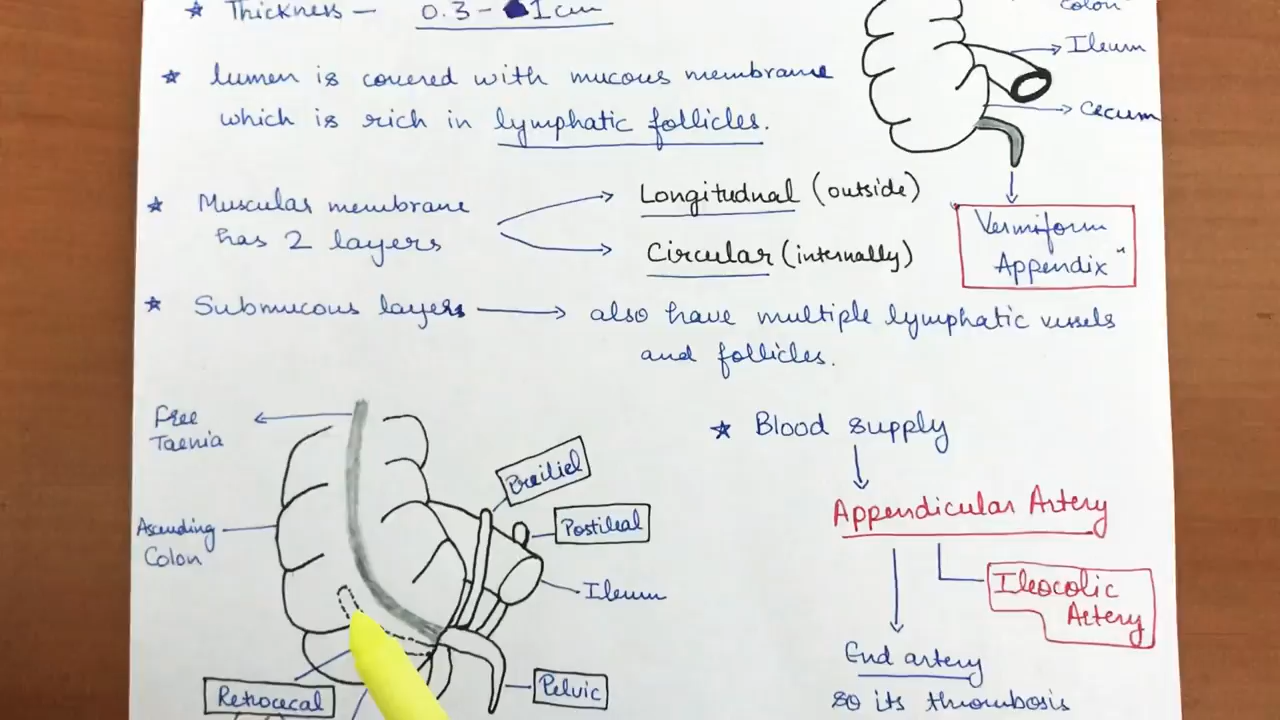 ★ Thickness — 0.3 - 1cm
★ lumen is covered with mucous membrane
which is rich in lymphatic follicles.
★ Muscular membrane
has 2 layers
Longitudnal (outside)
Circular (internally)
★ Submucous layers → also have multiple lymphatic vessels
and follicles.
Colon
Ileum
Cecum
Vermiform
Appendix"
Free
Taenia
Ascending
Colon
Preiliel
Postileal
Ileum
Pelvic
Retrocecal
★ Blood supply
Appendicular Artery
Ileocolic
Artery
End artery
so its thrombosis